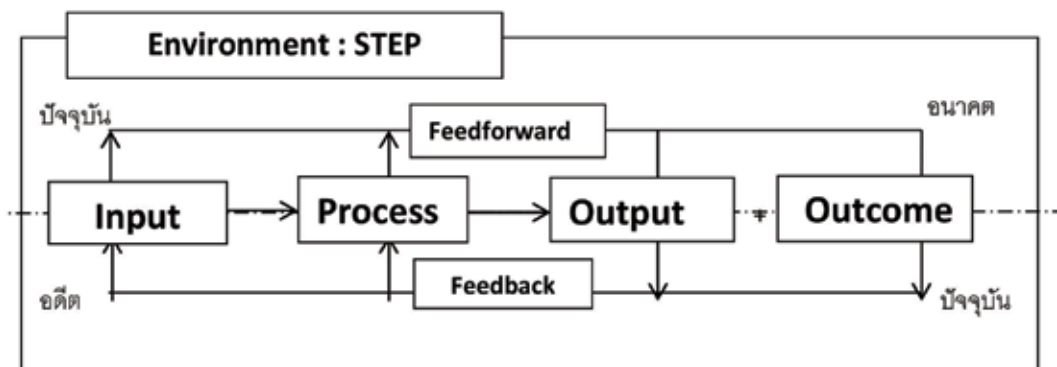 Environment : STEP
ปัจจุบัน
อนาคต
Feedforward
Input
Process
Output
+
Outcome
อดีต
Feedback
ปัจจุบัน